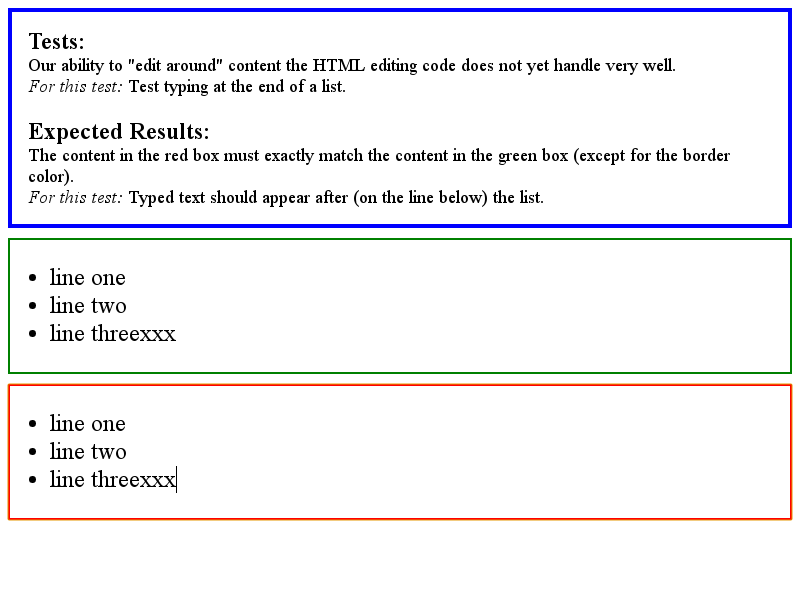 Tests:
Our ability to "edit around" content the HTML editing code does not yet handle very well.
For this test: Test typing at the end of a list.
Expected Results:
The content in the red box must exactly match the content in the green box (except for the border
color).
For this test: Typed text should appear after (on the line below) the list.
• line one
• line two
• line threexxx
• line one
• line two
• line threexxx